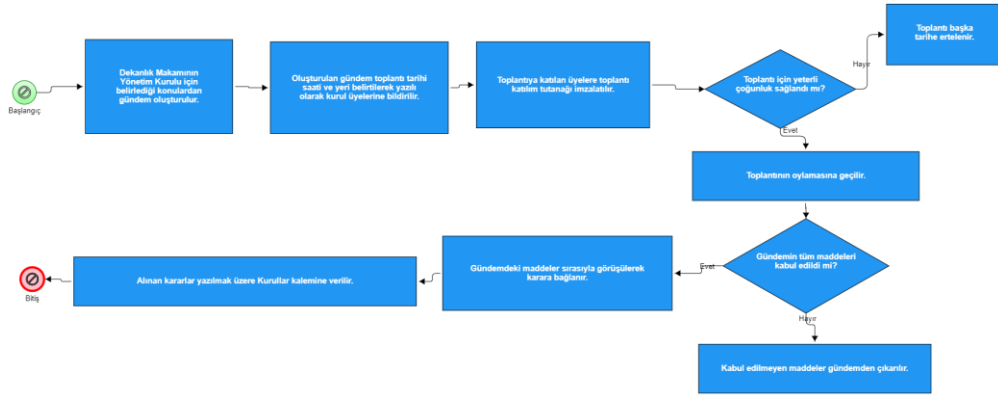 Başlangıç
Dekanlık Makamının
Yönetim Kurulu için
belirlediği konulardan
gündem oluşturulur.
Oluşturulan gündem toplantı tarihi
saati ve yeri belirtilerek yazılı
olarak kurul üyelerine bildirilir.
Toplantıya katılan üyelere toplantı
katılım tutanağı imzalatılır.
Toplantı için yeterli
çoğunluk sağlandı mı?
Hayır
Toplantı başka
tarihe ertelenir.
Evet
Toplantının oylamasına geçilir.
Gündemin tüm maddeleri
kabul edildi mi?
Evet
Gündemdeki maddeler sırasıyla görüşülerek
karara bağlanır.
Alınan kararlar yazılmak üzere Kurullar kalemine verilir.
Bitiş
Hayır
Kabul edilmeyen maddeler gündemden çıkarılır.